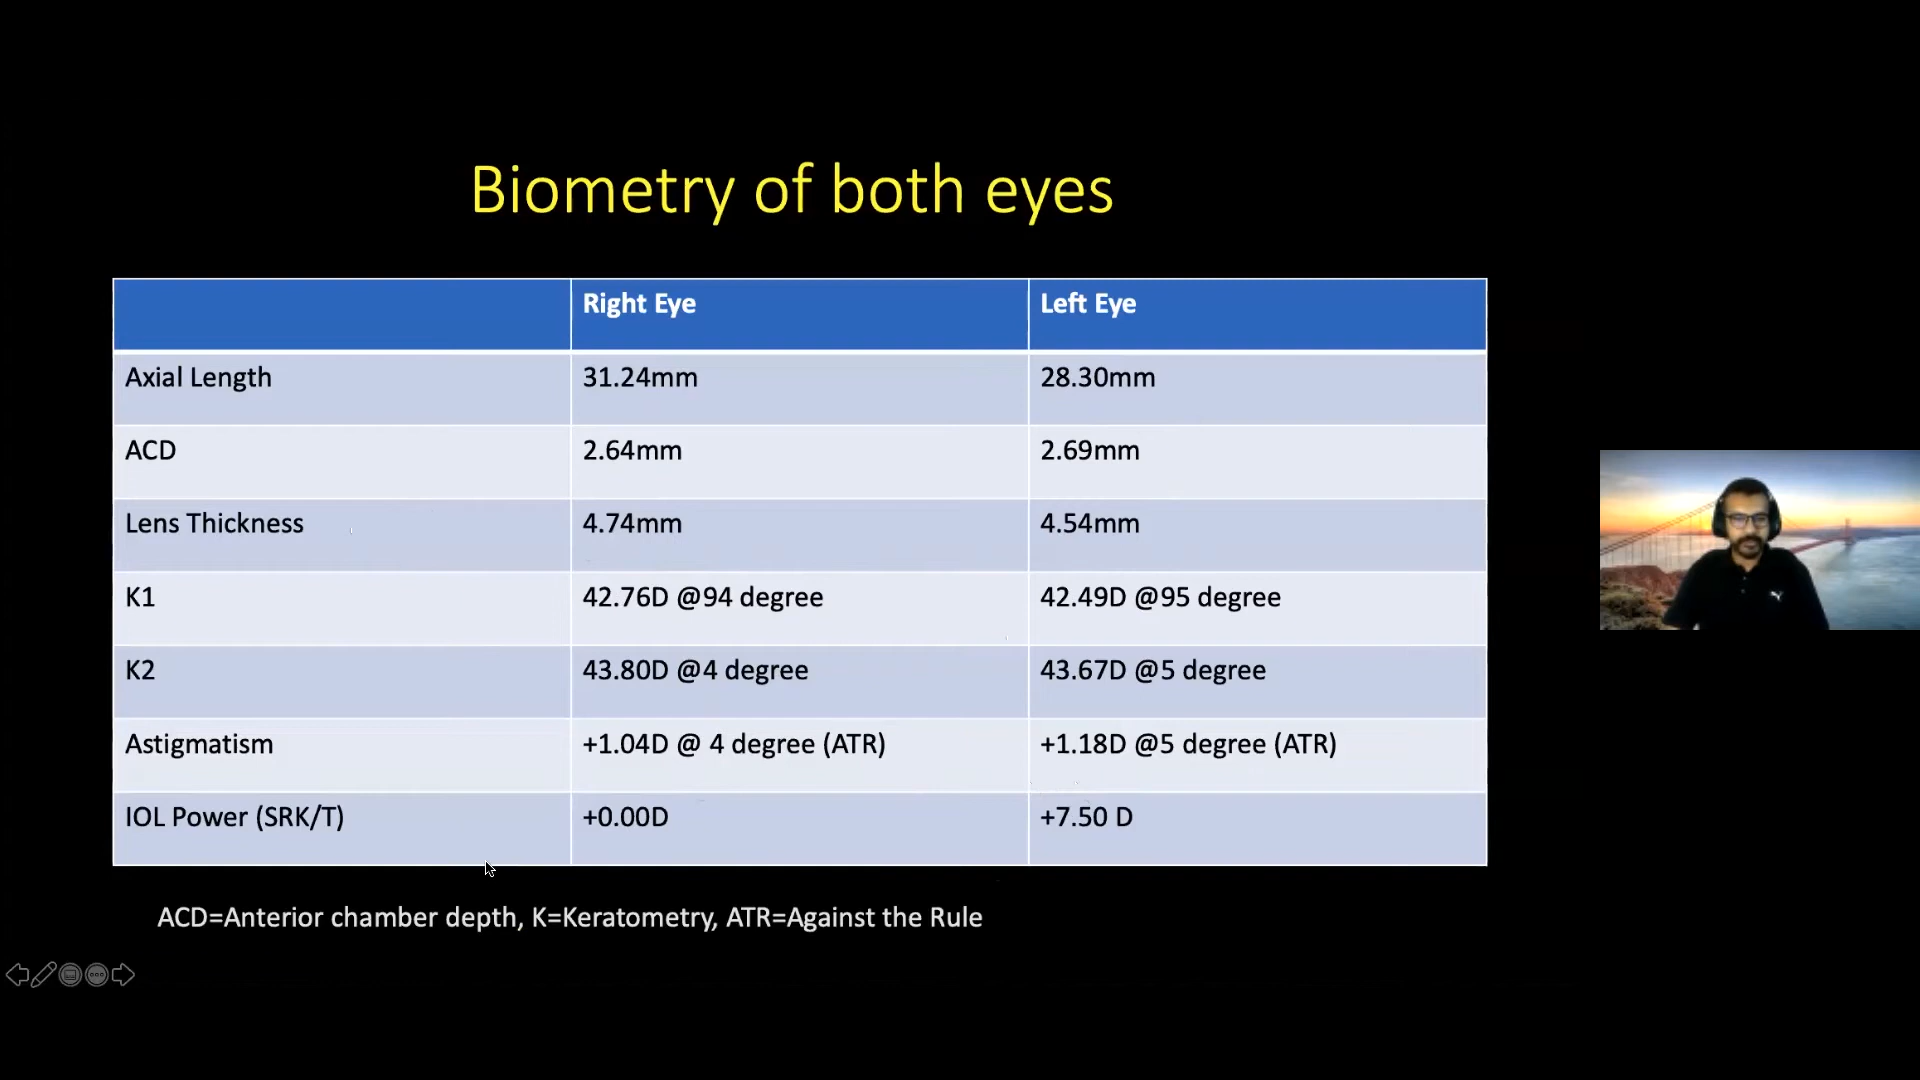 Biometry of both eyes
Right Eye Left Eye
Axial Length 31.24mm 28.30mm
ACD 2.64mm 2.69mm
Lens Thickness 4.74mm 4.54mm
K1 42.76D @94 degree 42.49D @95 degree
K2 43.80D @4 degree 43.67D @5 degree
Astigmatism +1.04D @ 4 degree (ATR) +1.18D @5 degree (ATR)
IOL Power (SRK/T) +0.00D +7.50 D
ACD=Anterior chamber depth, K=Keratometry, ATR=Against the Rule